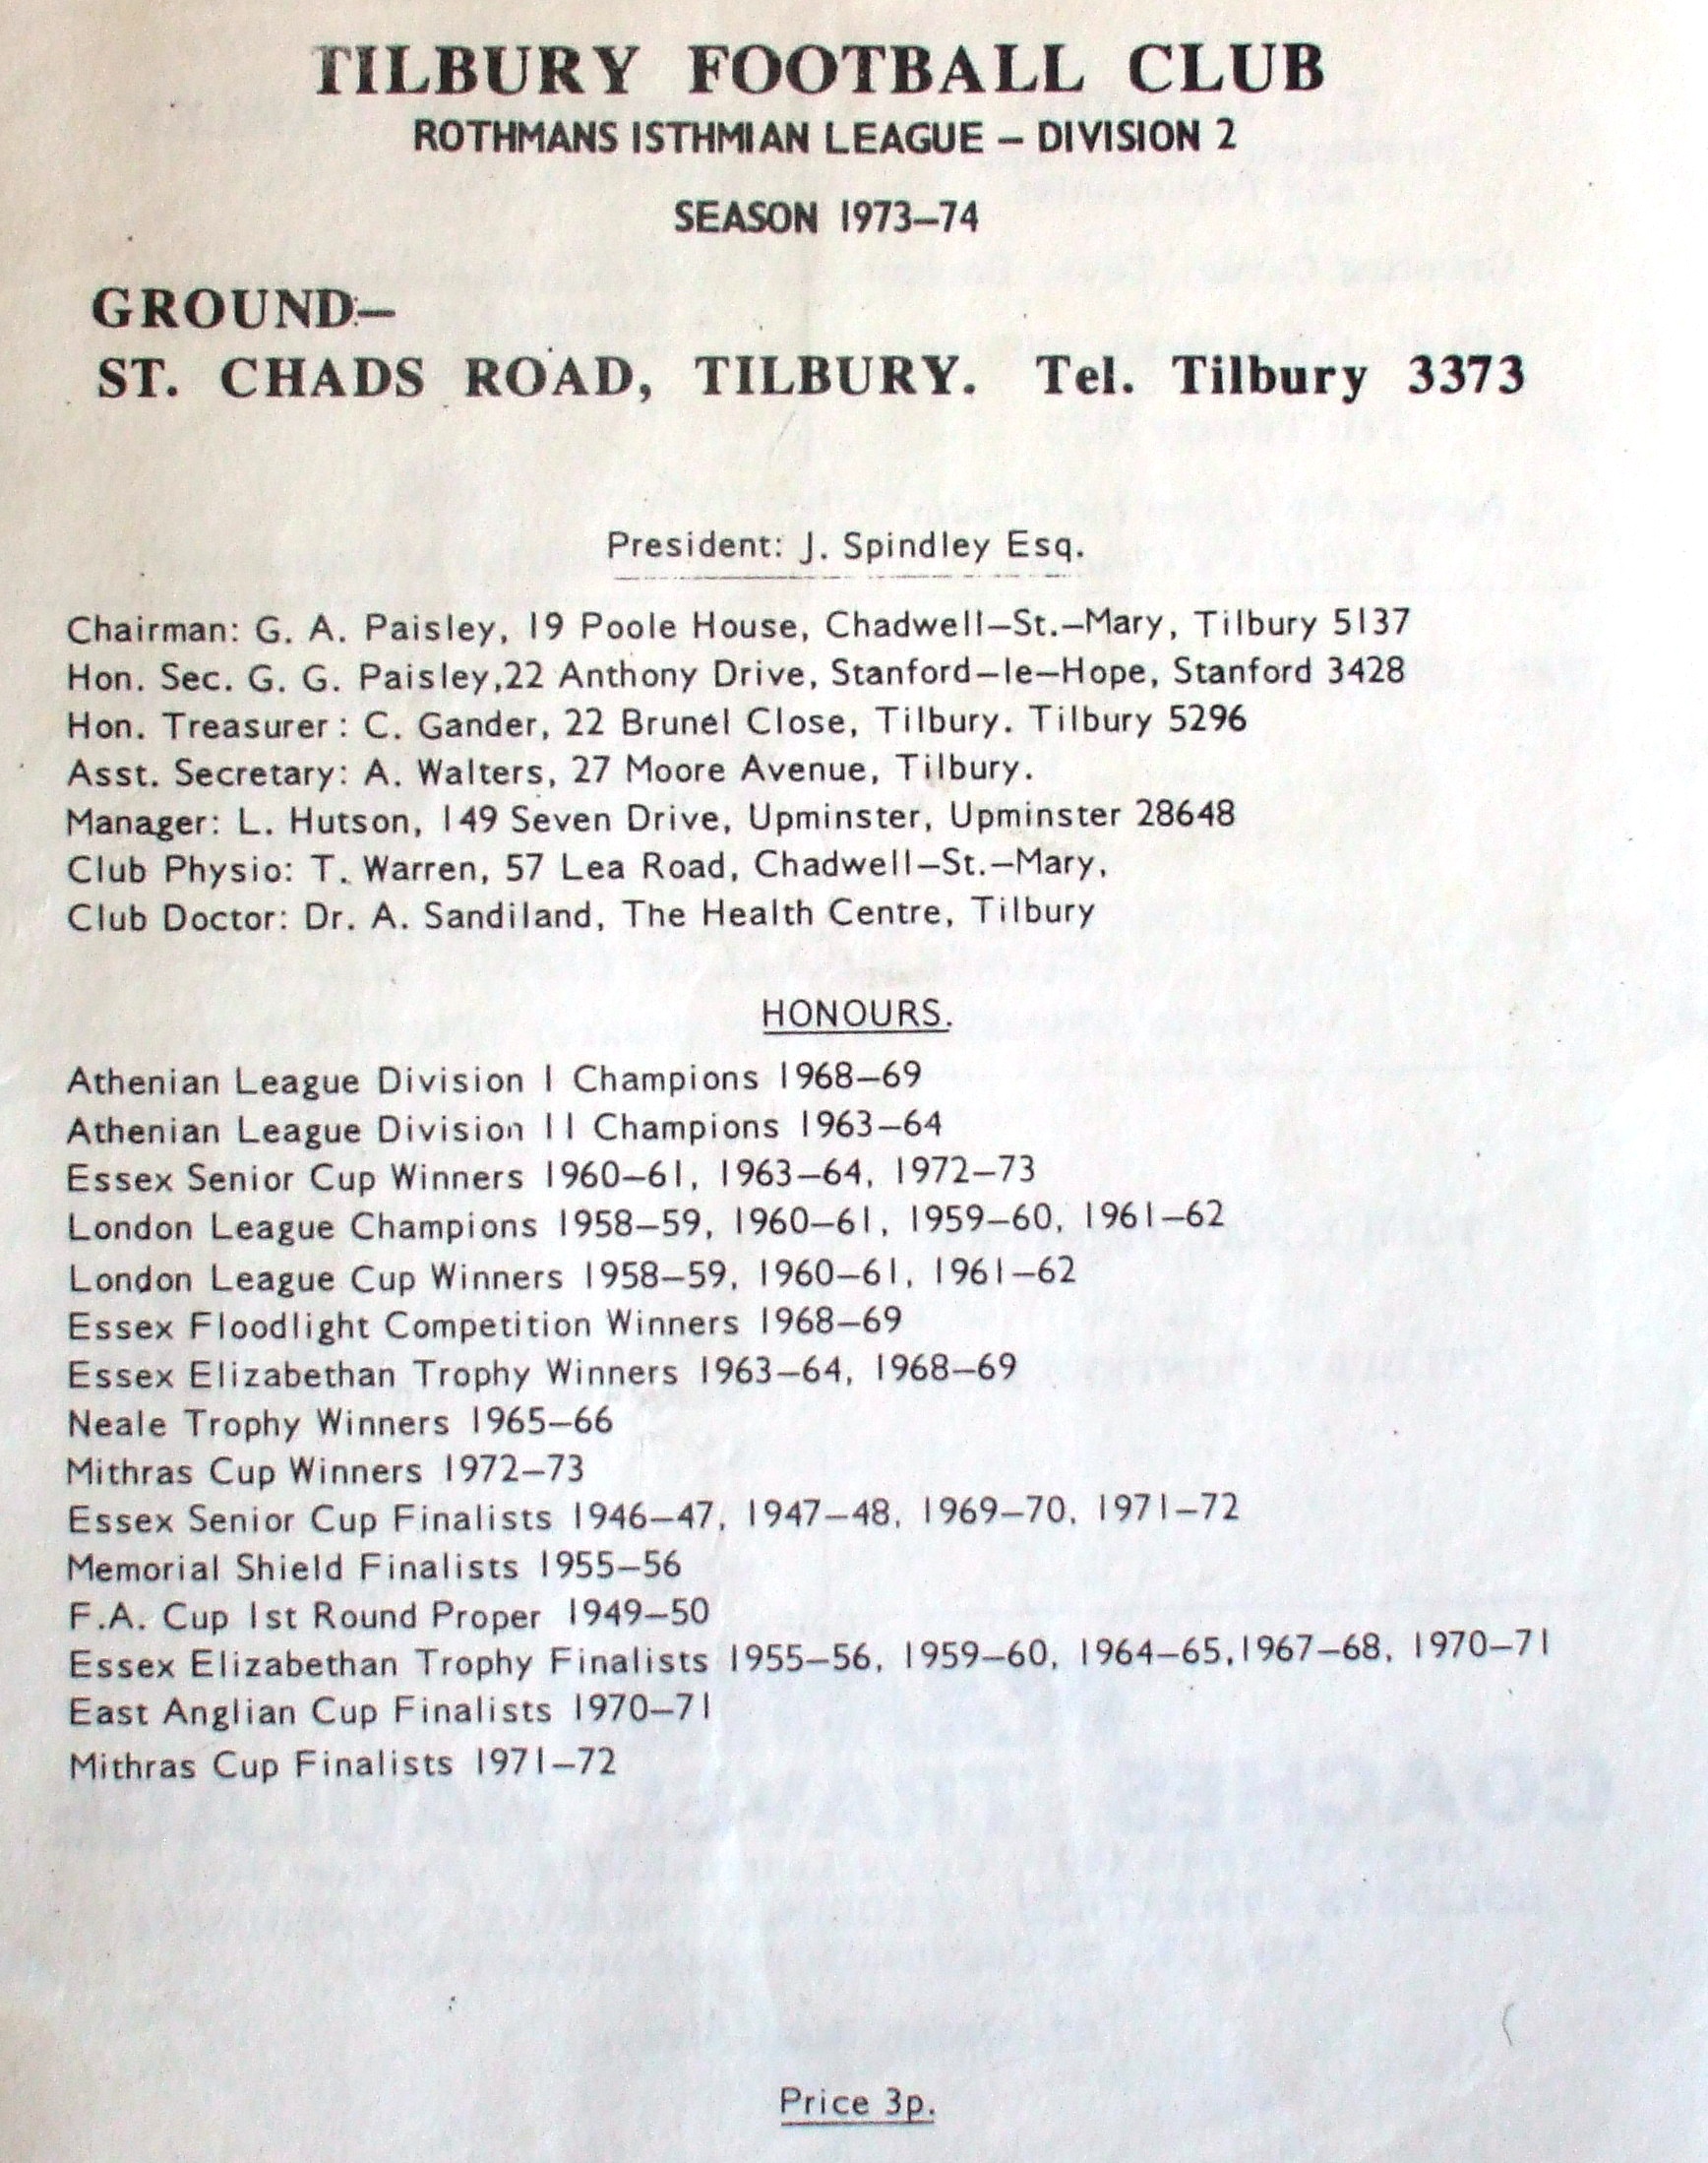 TILBURY FOOTBALL CLUB
ROTHMANS ISTHMIAN LEAGUE – DIVISION 2
SEASON 1973–74
GROUND:–
ST. CHADS ROAD, TILBURY. Tel. Tilbury 3373
President: J. Spindley Esq.
Chairman: G. A. Paisley, 19 Poole House, Chadwell–St.–Mary, Tilbury 5137
Hon. Sec. G. G. Paisley,22 Anthony Drive, Stanford–le–Hope, Stanford 3428
Hon. Treasurer: C. Gander, 22 Brunel Close, Tilbury. Tilbury 5296
Asst. Secretary: A. Walters, 27 Moore Avenue, Tilbury.
Manager: L. Hutson, 149 Seven Drive, Upminster, Upminster 28648
Club Physio: T. Warren, 57 Lea Road, Chadwell–St.–Mary,
Club Doctor: Dr. A. Sandiland, The Health Centre, Tilbury
HONOURS.
Athenian League Division I Champions 1968–69
Athenian League Division II Champions 1963–64
Essex Senior Cup Winners 1960–61, 1963–64, 1972–73
London League Champions 1958–59, 1960–61, 1959–60, 1961–62
London League Cup Winners 1958–59, 1960–61, 1961–62
Essex Floodlight Competition Winners 1968–69
Essex Elizabethan Trophy Winners 1963–64, 1968–69
Neale Trophy Winners 1965–66
Mithras Cup Winners 1972–73
Essex Senior Cup Finalists 1946–47, 1947–48, 1969–70, 1971–72
Memorial Shield Finalists 1955–56
F.A. Cup 1st Round Proper 1949–50
Essex Elizabethan Trophy Finalists 1955–56, 1959–60, 1964–65,1967–68, 1970–71
East Anglian Cup Finalists 1970–71
Mithras Cup Finalists 1971–72
Price 3p.